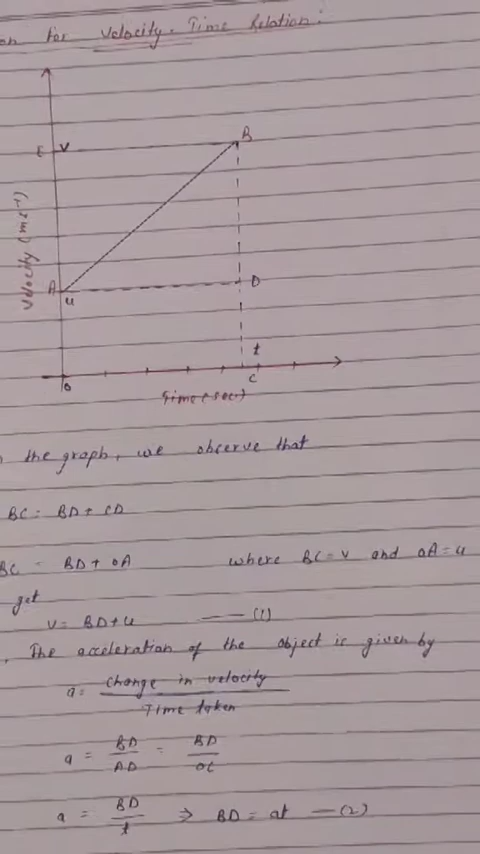 on for Velocity - Time Relation :
E V
B
Velocity (ms⁻¹)
A
u
D
t
O
C
Time (sec)
the graph, we observe that
BC = BD + CD
BC = BD + OA where BC = v and OA = u
get
v = BD + u —— (1)
The acceleration of the object is given by
a = change in velocity
Time taken
a = BD/AD = BD/OC
a = BD/t ⇒ BD = at —(2)